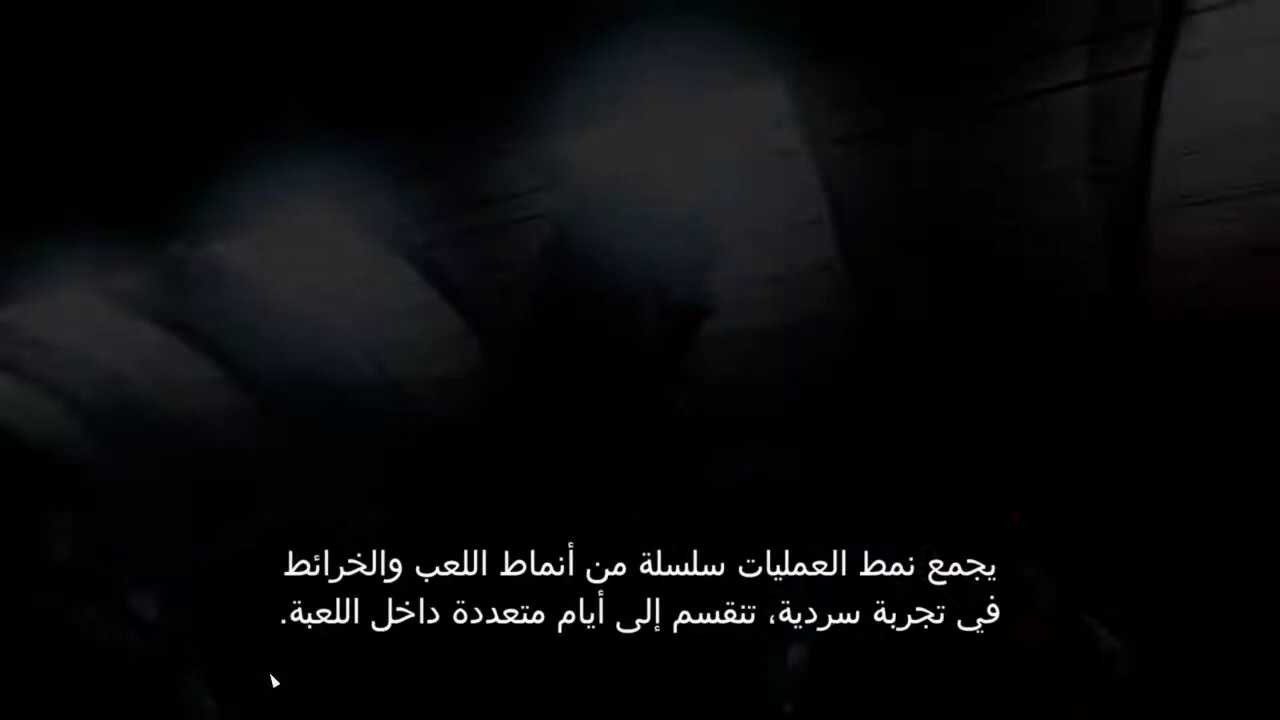 يجمع نمط العمليات سلسلة من أنماط اللعب والخرائط
في تجربة سردية، تنقسم إلى أيام متعددة داخل اللعبة.